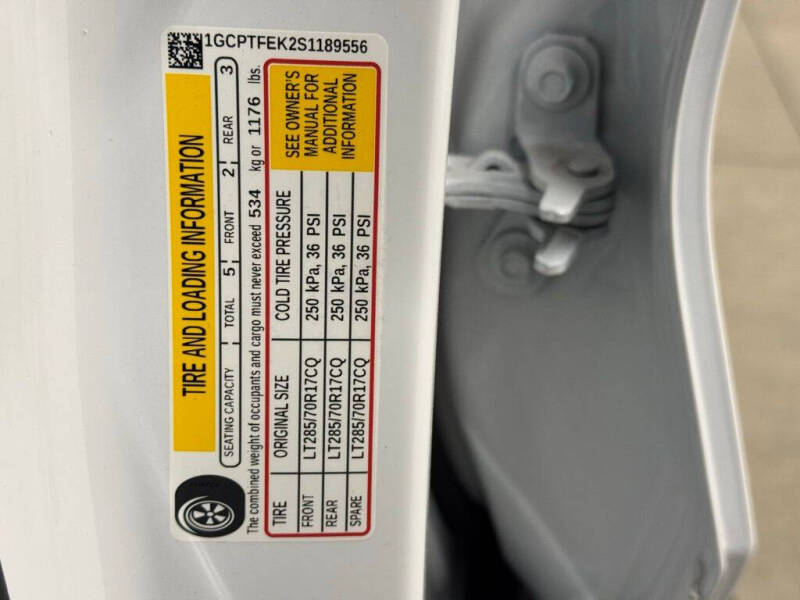 1GCPTFEK2S1189556
TIRE AND LOADING INFORMATION
SEATING CAPACITY TOTAL 5 FRONT 2 REAR 3
The combined weight of occupants and cargo must never exceed 534 kg or 1176 lbs.
TIRE ORIGINAL SIZE COLD TIRE PRESSURE
FRONT LT285/70R17CQ 250 kPa, 36 PSI
REAR LT285/70R17CQ 250 kPa, 36 PSI
SPARE LT285/70R17CQ 250 kPa, 36 PSI
SEE OWNER'S
MANUAL FOR
ADDITIONAL
INFORMATION